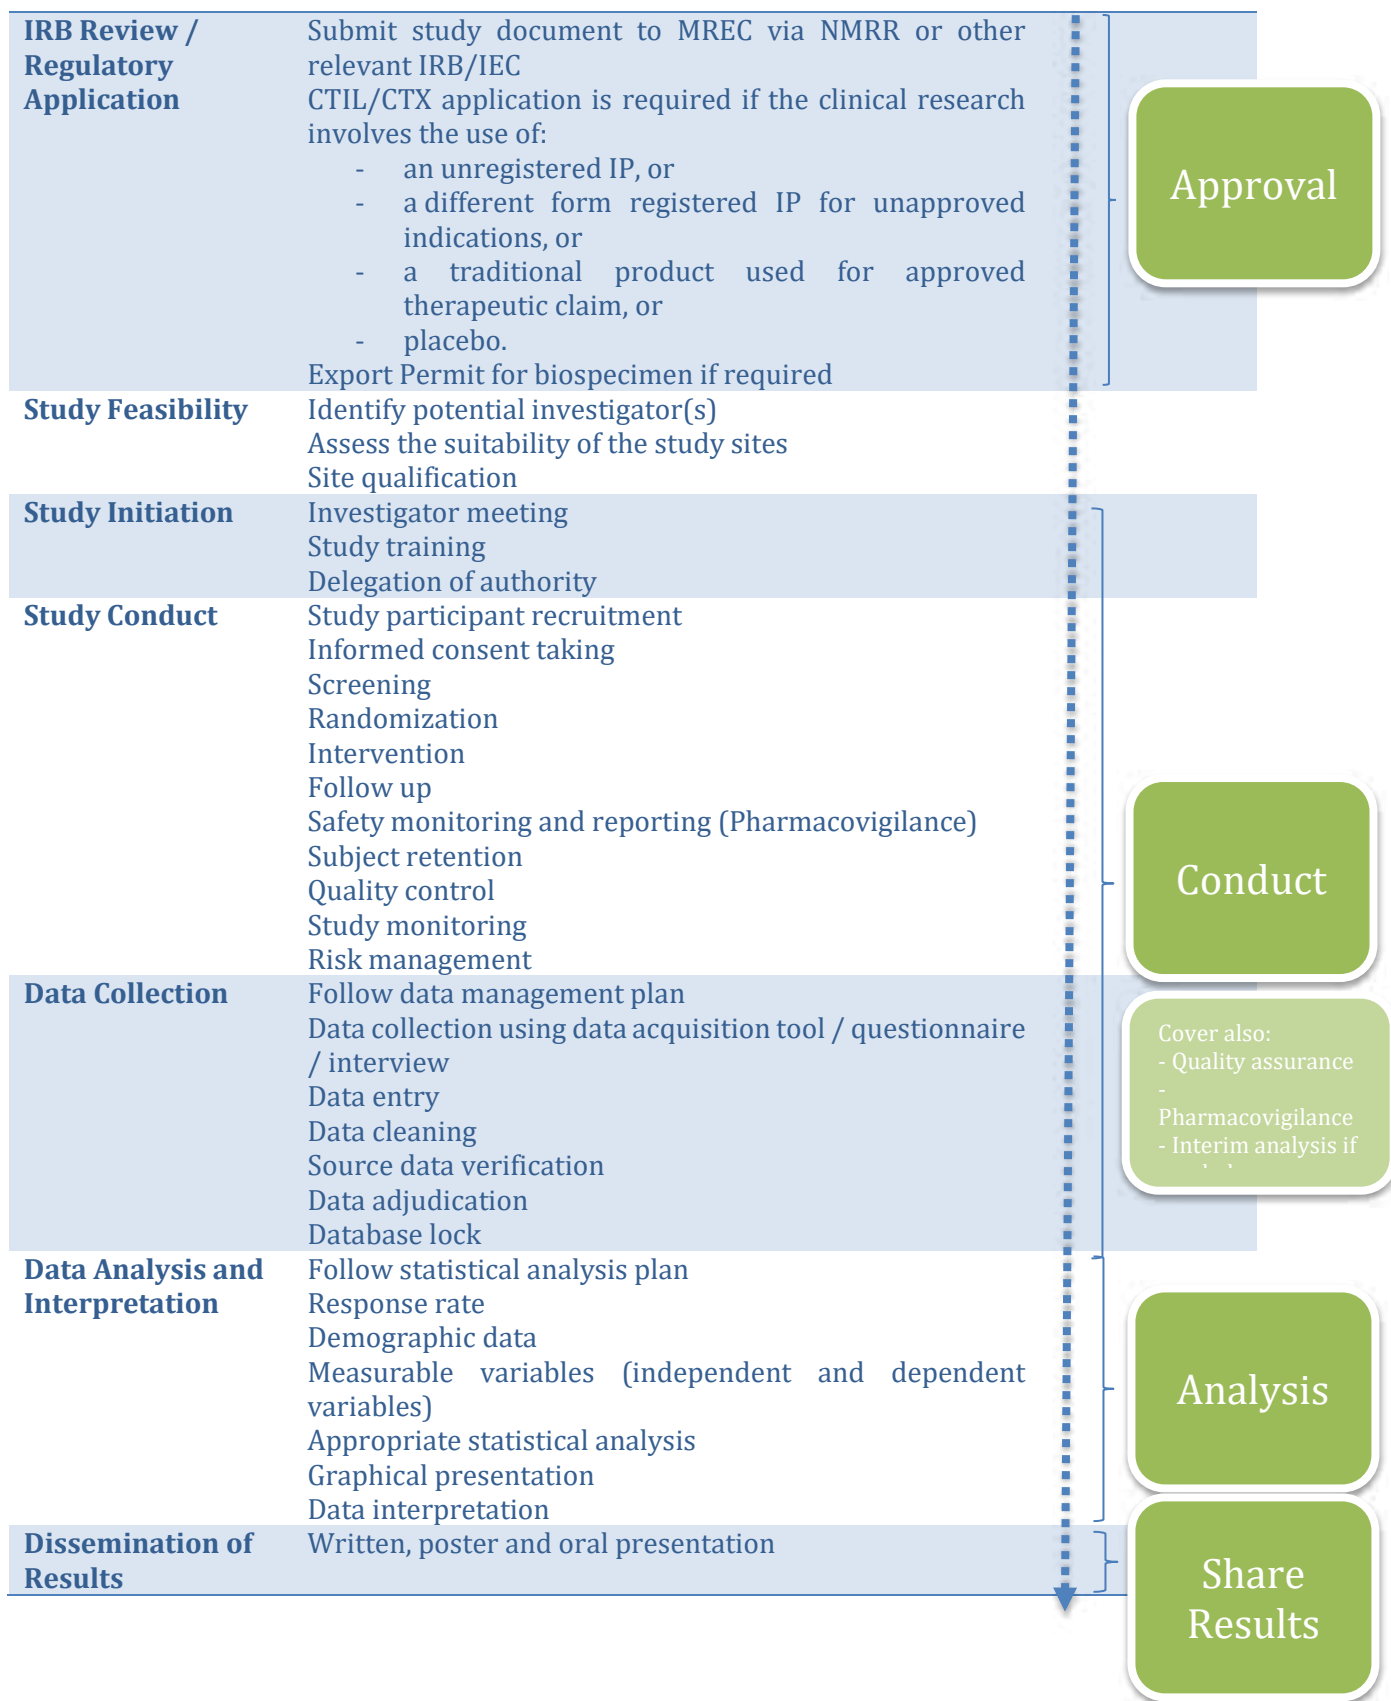 IRB Review /
Regulatory
Application
Submit study document to MREC via NMRR or other
relevant IRB/IEC
CTIL/CTX application is required if the clinical research
involves the use of:
- an unregistered IP, or
- a different form registered IP for unapproved
indications, or
- a traditional product used for approved
therapeutic claim, or
- placebo.
Export Permit for biospecimen if required
Approval
Study Feasibility
Identify potential investigator(s)
Assess the suitability of the study sites
Site qualification
Study Initiation
Investigator meeting
Study training
Delegation of authority
Study Conduct
Study participant recruitment
Informed consent taking
Screening
Randomization
Intervention
Follow up
Safety monitoring and reporting (Pharmacovigilance)
Subject retention
Quality control
Study monitoring
Risk management
Conduct
Data Collection
Follow data management plan
Data collection using data acquisition tool / questionnaire
/ interview
Data entry
Data cleaning
Source data verification
Data adjudication
Database lock
Cover also:
- Quality assurance
-
Pharmacovigilance
- Interim analysis if
Data Analysis and
Interpretation
Follow statistical analysis plan
Response rate
Demographic data
Measurable variables (independent and dependent
variables)
Appropriate statistical analysis
Graphical presentation
Data interpretation
Analysis
Dissemination of
Results
Written, poster and oral presentation
Share
Results